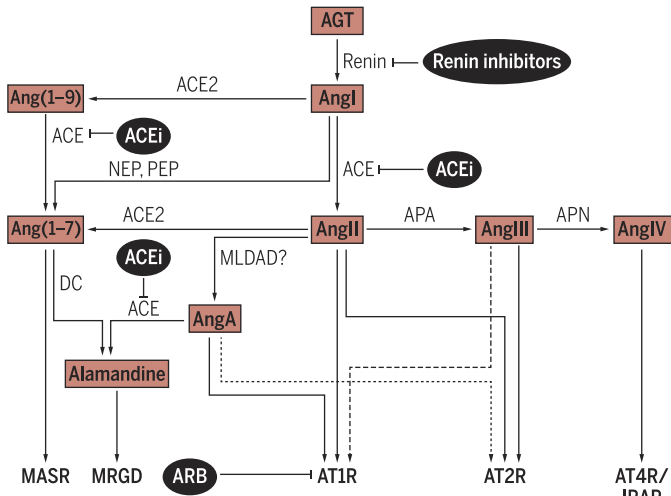 AGT
Renin
Renin inhibitors
ACE2
Ang(1–9)
AngI
ACE
ACEi
NEP, PEP
ACE
ACEi
Ang(1–7)
ACE2
AngII
APA
AngIII
APN
AngIV
ACEi
MLDAD?
DC
ACE
AngA
Alamandine
MASR
MRGD
ARB
AT1R
AT2R
AT4R/
IRAP